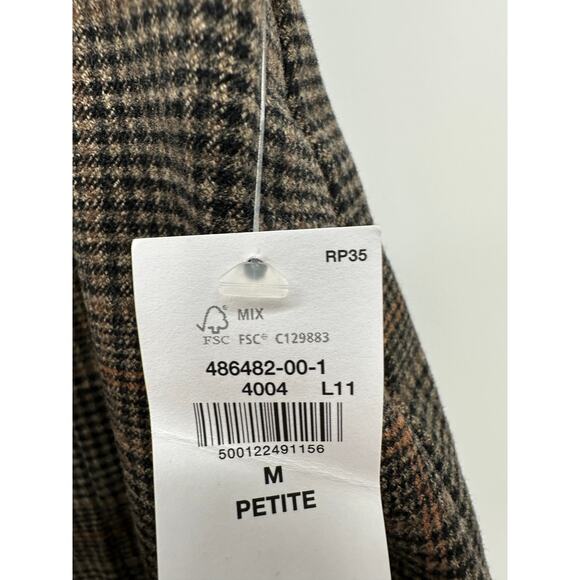 RP35
MIX
FSC FSC® C129883
486482-00-1
4004 L11
500122491156
M
PETITE